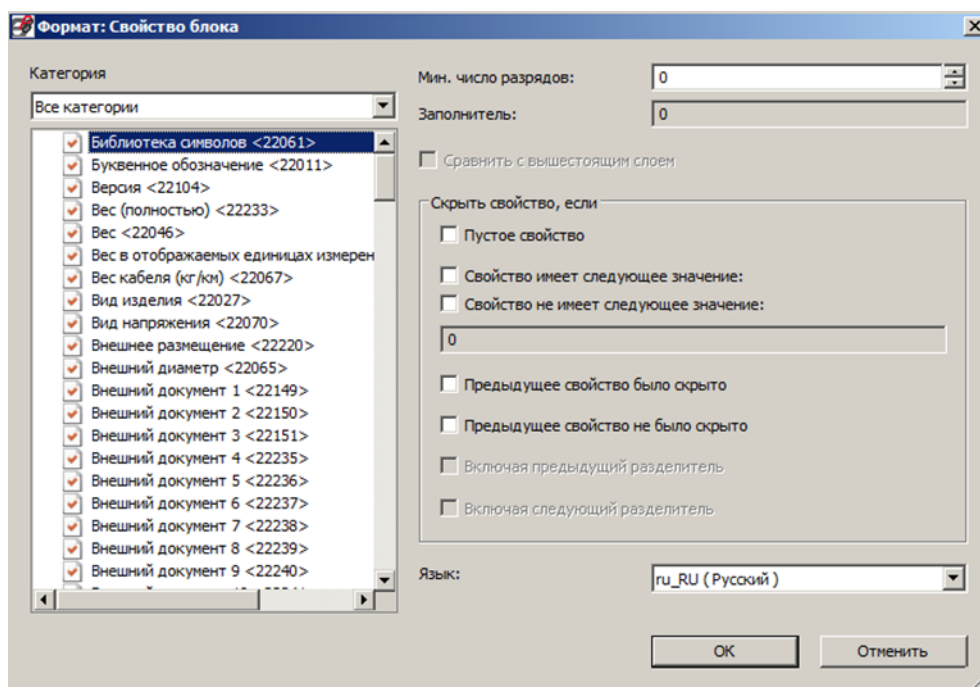 Формат: Свойство блока
Категория
Все категории
Библиотека символов <22061>
Буквенное обозначение <22011>
Версия <22104>
Вес (полностью) <22233>
Вес <22046>
Вес в отображаемых единицах измерен
Вес кабеля (кг/км) <22067>
Вид изделия <22027>
Вид напряжения <22070>
Внешнее размещение <22220>
Внешний диаметр <22065>
Внешний документ 1 <22149>
Внешний документ 2 <22150>
Внешний документ 3 <22151>
Внешний документ 4 <22235>
Внешний документ 5 <22236>
Внешний документ 6 <22237>
Внешний документ 7 <22238>
Внешний документ 8 <22239>
Внешний документ 9 <22240>
Мин. число разрядов: 0
Заполнитель: 0
Сравнить с вышестоящим слоем
Скрыть свойство, если
Пустое свойство
Свойство имеет следующее значение:
Свойство не имеет следующее значение:
0
Предыдущее свойство было скрыто
Предыдущее свойство не было скрыто
Включая предыдущий разделитель
Включая следующий разделитель
Язык: ru_RU ( Русский )
OK Отменить